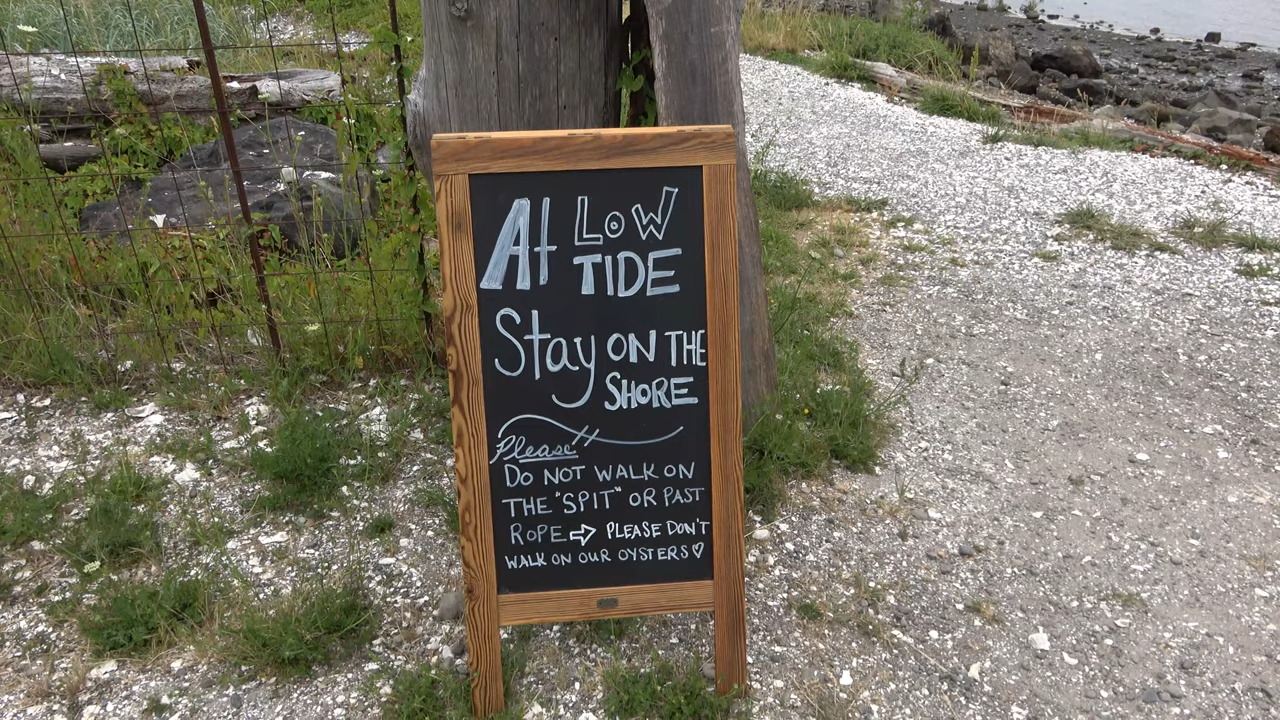 At LOW
TIDE
Stay ON THE
SHORE
Please
DO NOT WALK ON
THE "SPIT" OR PAST
ROPE ⇨ PLEASE DON'T
WALK ON OUR OYSTERS ♡